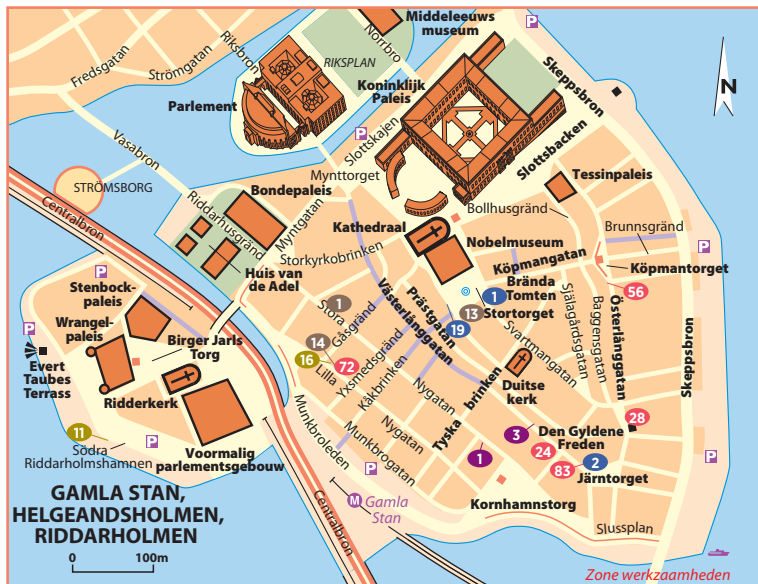 Middeleeuws
museum
Fredsgatan
Strömgatan
Riksbron
Norrbro
RIKSPLAN
Parlement
Koninklijk
Paleis
Skeppsbron
N
P
Vasabron
Slottskajen
Slottsbacken
Mynttorget
STRÖMSBORG
Centralbron
Bondepaleis
Tessinpaleis
Riddarhusgränd
Myntgatan
Bollhusgränd
Kathedraal
Storkyrkobrinken
Nobelmuseum
Brunnsgränd
P
Huis van
de Adel
Köpmangatan
Köpmantorget
P
Stenbock-
paleis
Västerlånggatan
Prästgatan
1
Brända
Tomten
56
Wrangel-
paleis
1
Stora
Gåsgränd
13
Stortorget
19
Själagårdsgatan
Baggensgatan
Österlånggatan
P
Birger Jarls
Torg
14
16
72
Lilla
Yxsmedsgränd
Kåkbrinken
Svartmangatan
Skeppsbron
Evert
Taubes
Terrass
Duitse
kerk
Ridderkerk
Nygatan
Tyska brinken
28
11
P
Södra
Riddarholmshamnen
Voormalig
parlementsgebouw
Munkbroleden
Munkbrogatan
Nygatan
3
Den Gyldene
Freden
24
1
83
2
Järntorget
P
P
GAMLA STAN,
HELGEANDSHOLMEN,
RIDDARHOLMEN
M
Gamla
Stan
Kornhamnstorg
Centralbron
Slussplan
0
100m
Zone werkzaamheden